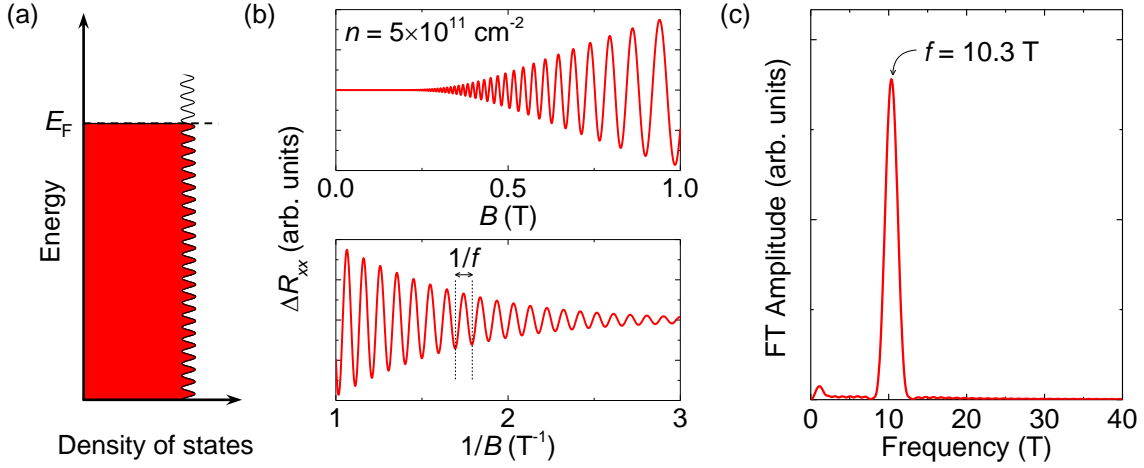 (a)
E_F
Energy
Density of states
(b)
n = 5×10^11 cm^-2
0.0 0.5 1.0
B (T)
ΔR_xx (arb. units)
1/f
1 2 3
1/B (T^-1)
(c)
f = 10.3 T
FT Amplitude (arb. units)
0 10 20 30 40
Frequency (T)